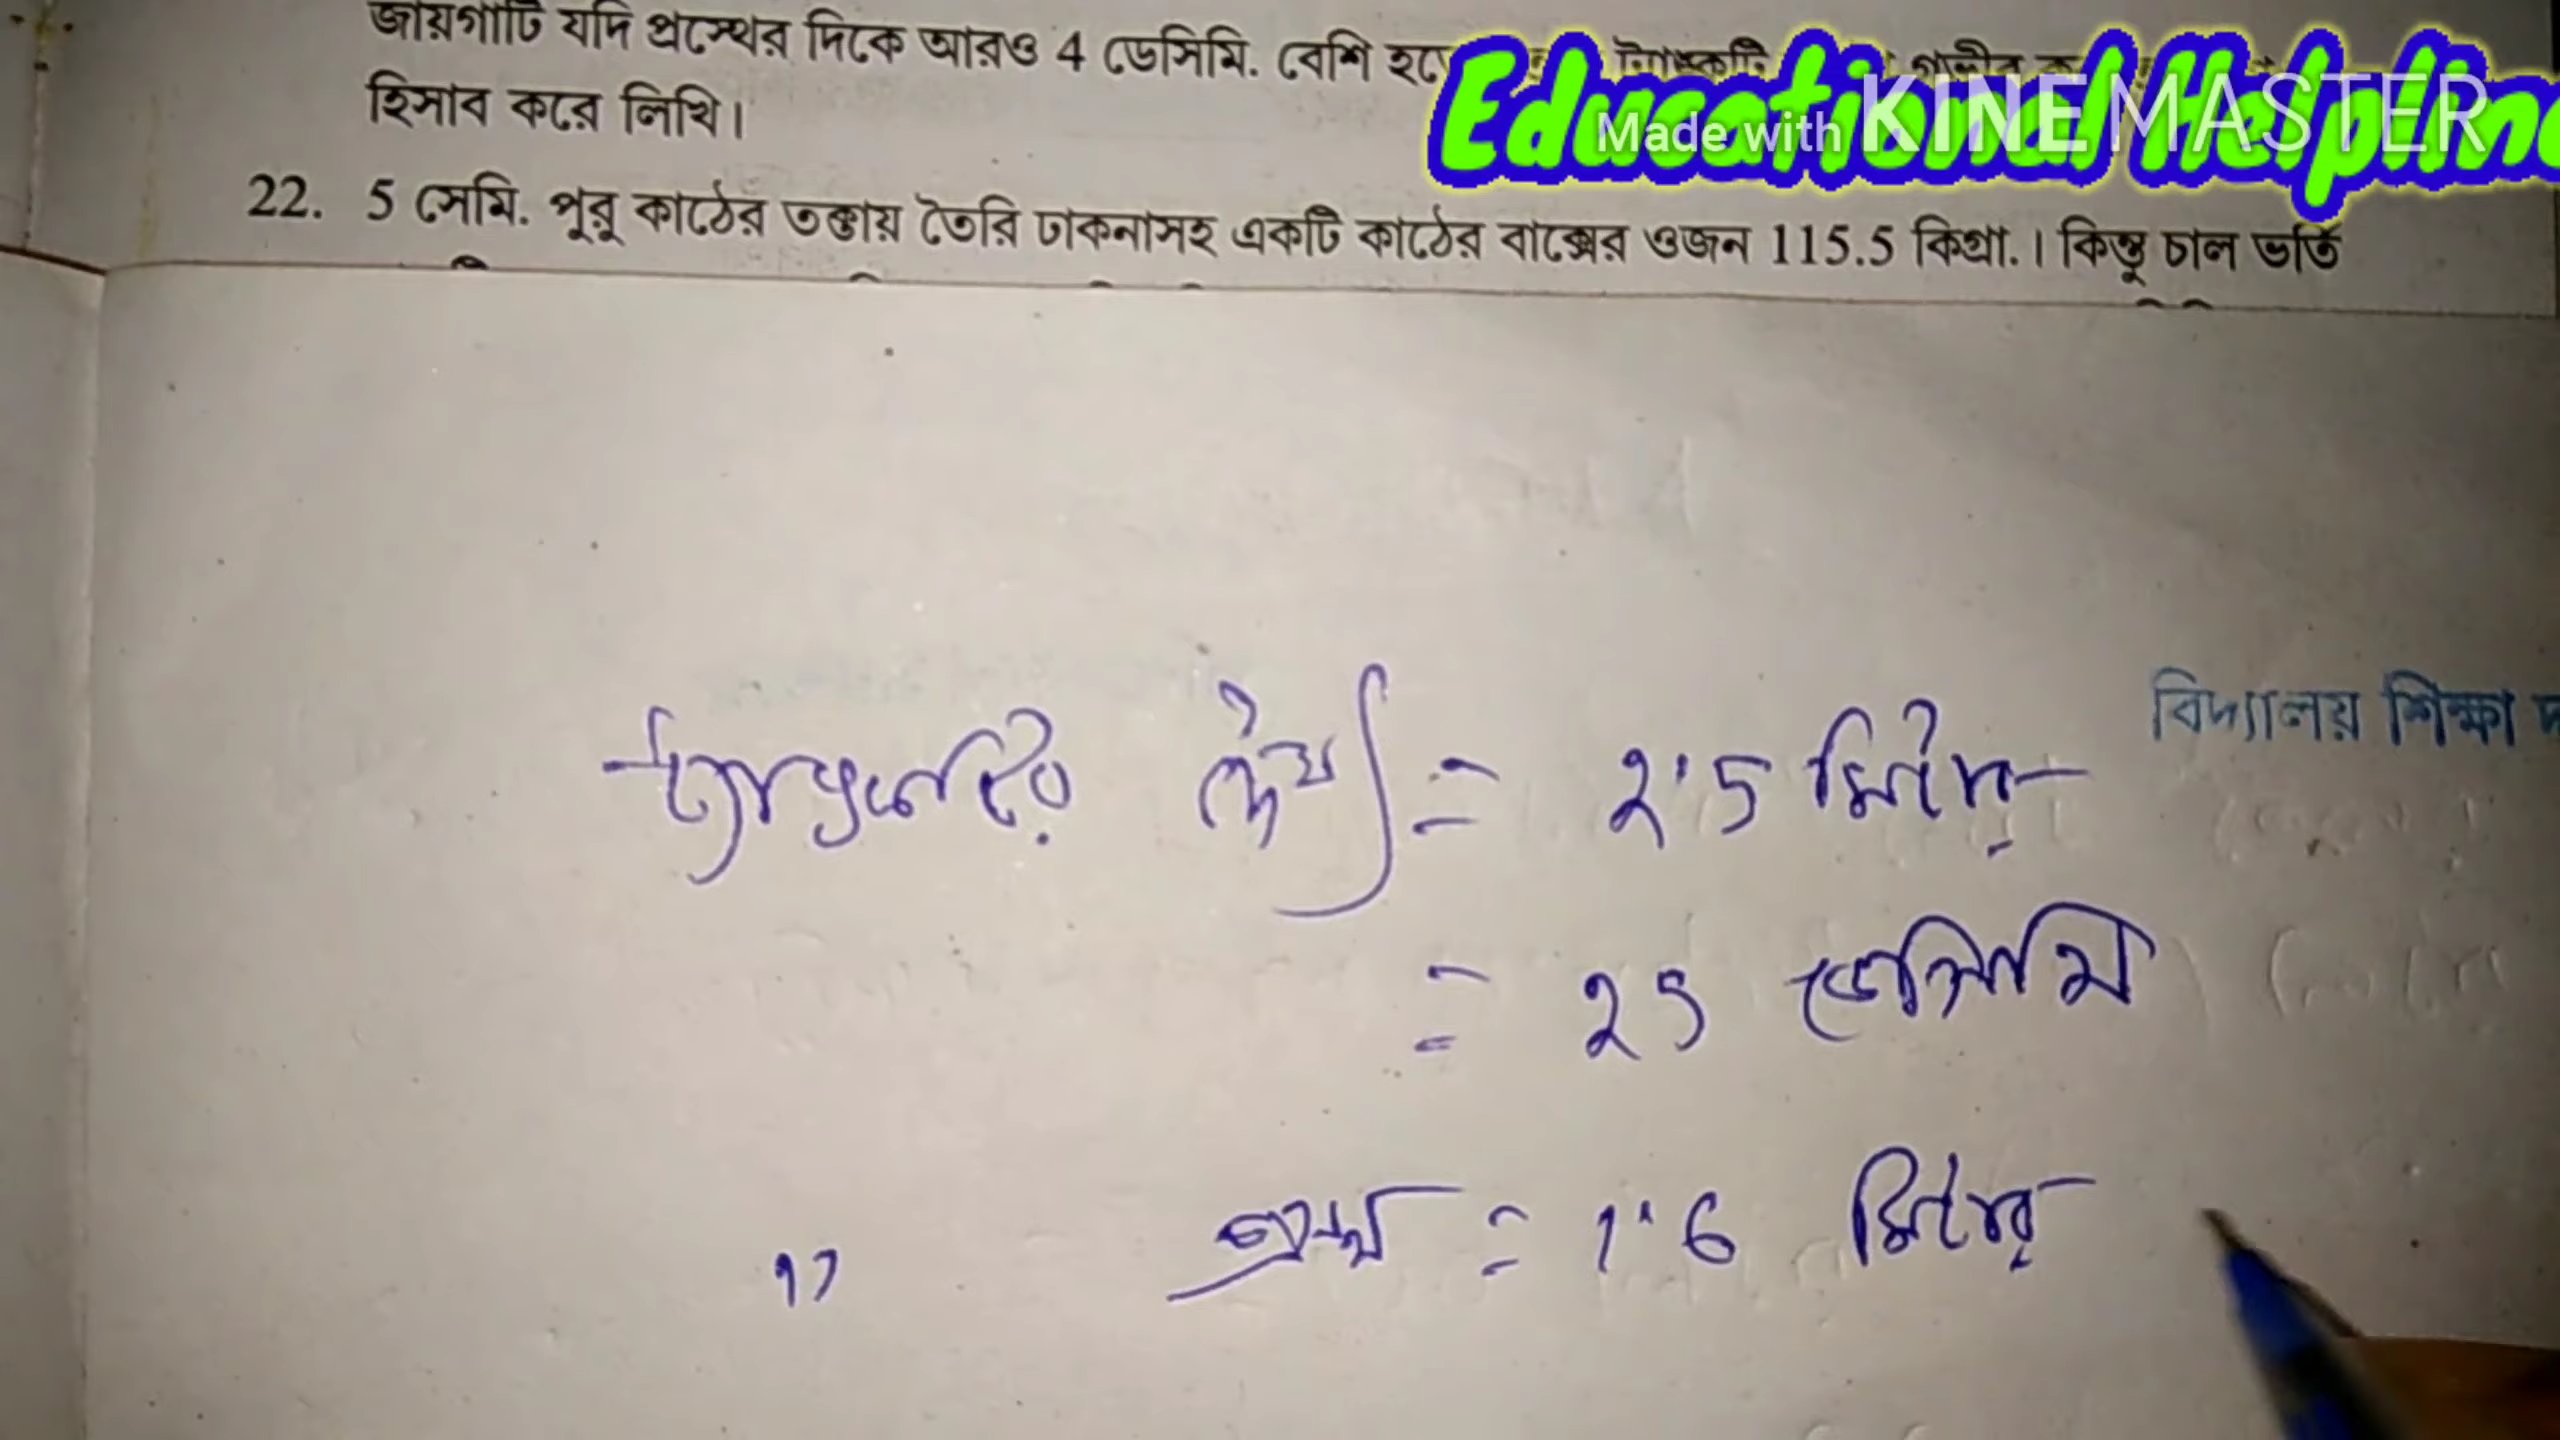 জায়গাটি যদি প্রস্থের দিকে আরও 4 ডেসিমি. বেশি
হিসাব করে লিখি।
Educational Helpline
Made with KINEMASTER
22. 5 সেমি. পুরু কাঠের তক্তায় তৈরি ঢাকনাসহ একটি কাঠের বাক্সের ওজন 115.5 কিগ্রা.। কিন্তু চাল ভর্তি
বিদ্যালয় শিক্ষা
ট্যাঙ্কটির দৈর্ঘ্য = 2·5 মিটার
= 25 ডেসিমি
" প্রস্থ = 1·6 মিটার